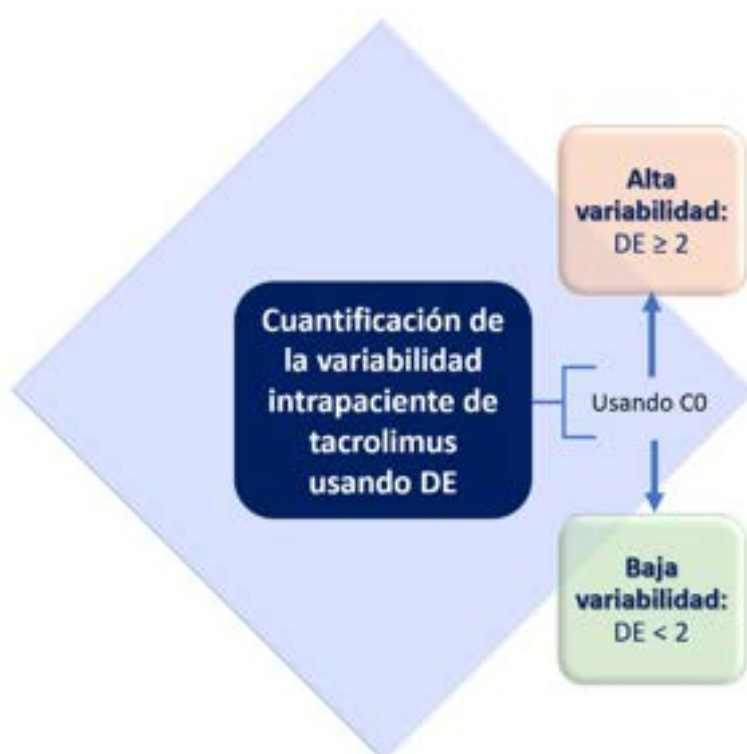 Alta
variabilidad:
DE ≥ 2
Cuantificación de
la variabilidad
intrapaciente de
tacrolimus
usando DE
Usando C0
Baja
variabilidad:
DE < 2